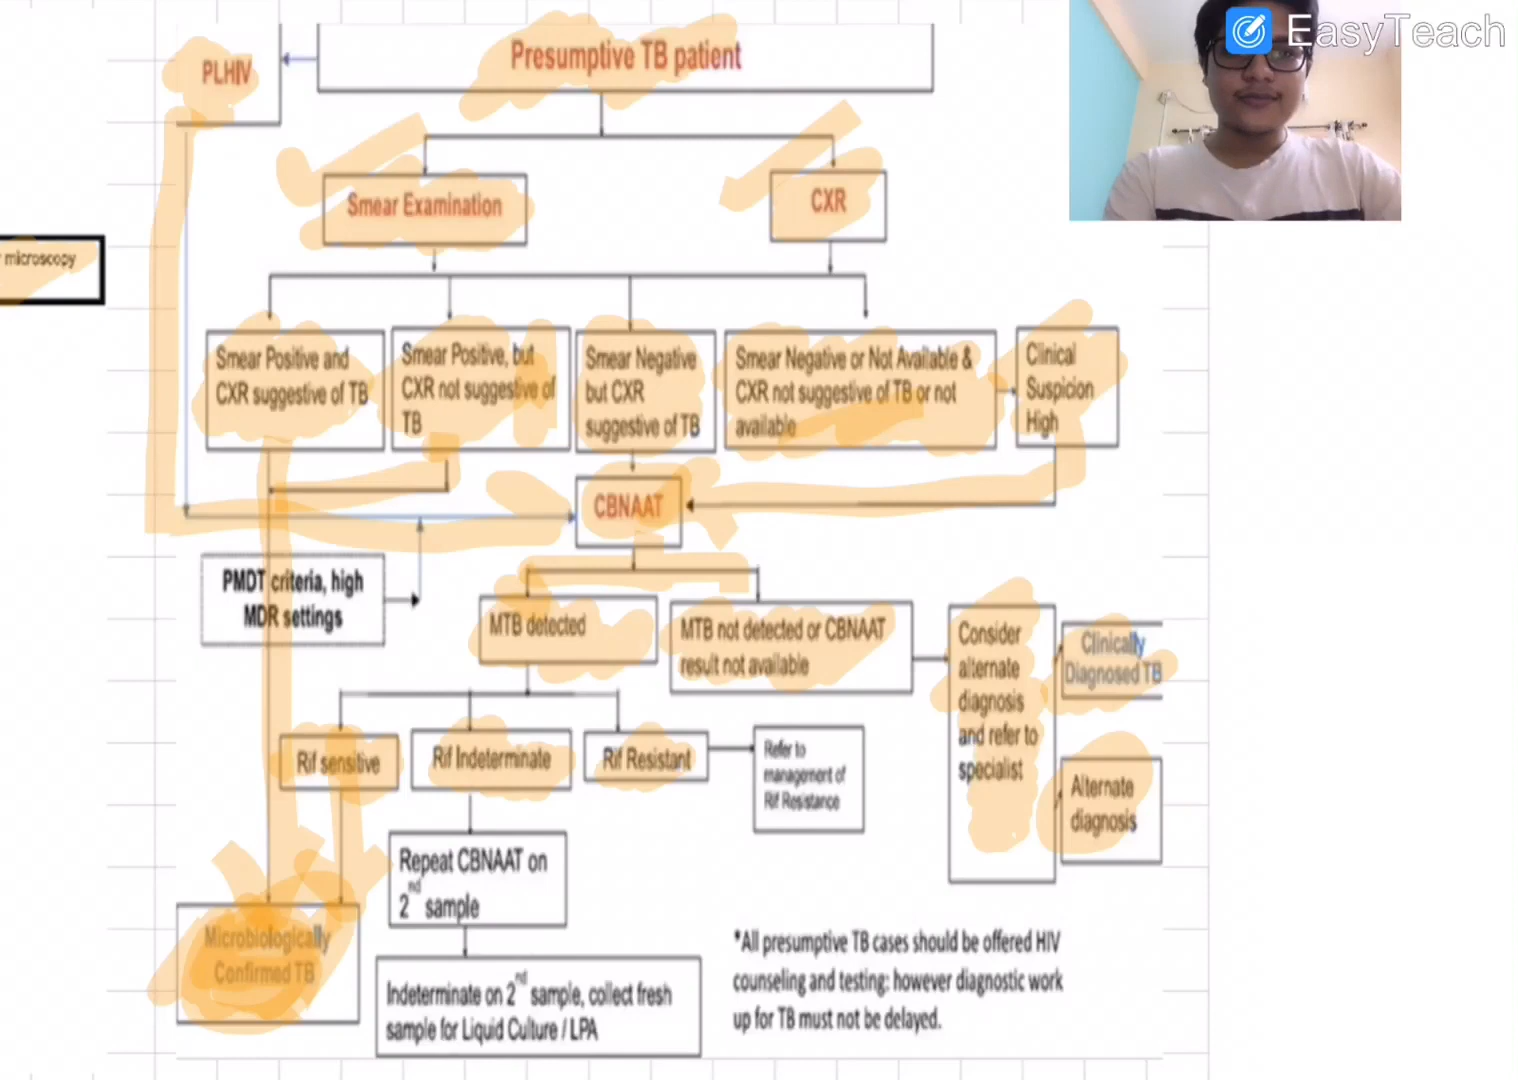 EasyTeach
PLHIV
Presumptive TB patient
Smear Examination
CXR
microscopy
Smear Positive and
CXR suggestive of TB
Smear Positive, but
CXR not suggestive of
TB
Smear Negative
but CXR
suggestive of TB
Smear Negative or Not Available &
CXR not suggestive of TB or not
available
Clinical
Suspicion
High
CBNAAT
PMDT criteria, high
MDR settings
MTB detected
MTB not detected or CBNAAT
result not available
Consider
alternate
diagnosis
and refer to
specialist
Clinically
Diagnosed TB
Rif sensitive
Rif Indeterminate
Rif Resistant
Refer to
management of
Rif Resistance
Alternate
diagnosis
Repeat CBNAAT on
2nd sample
Microbiologically
Confirmed TB
Indeterminate on 2nd sample, collect fresh
sample for Liquid Culture / LPA
*All presumptive TB cases should be offered HIV
counseling and testing: however diagnostic work
up for TB must not be delayed.